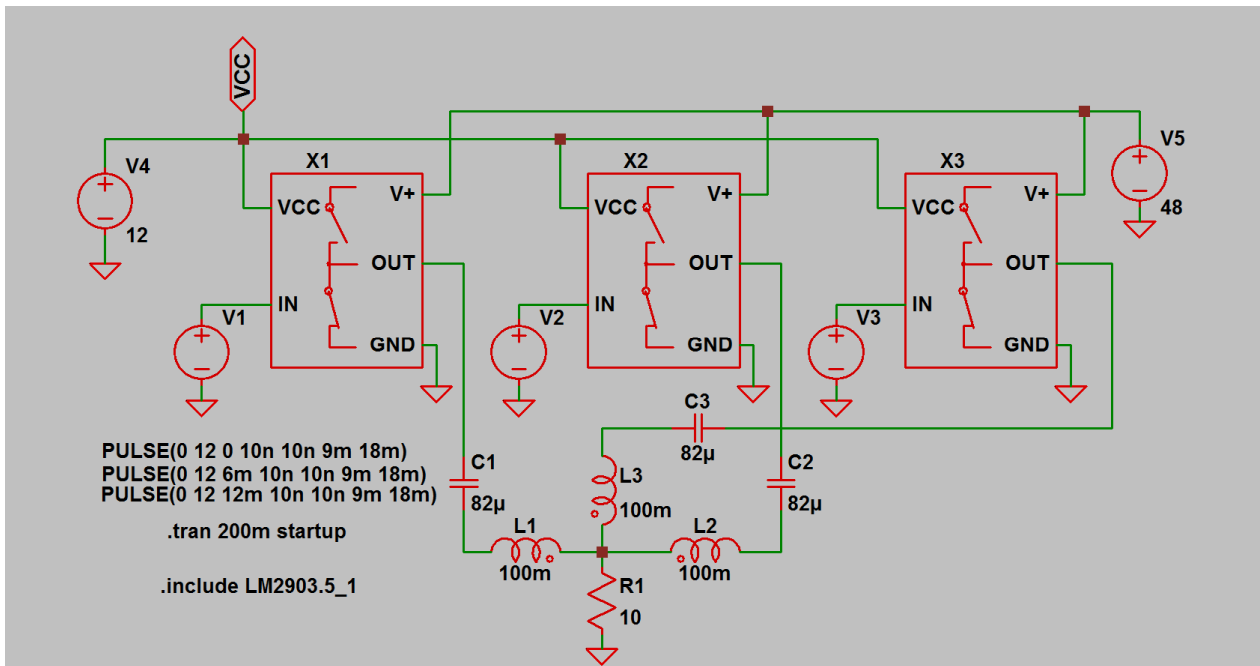 VCC
V4
12
X1
VCC
V+
OUT
IN
GND
V1
X2
VCC
V+
OUT
IN
GND
V2
X3
VCC
V+
OUT
IN
GND
V3
V5
48
PULSE(0 12 0 10n 10n 9m 18m)
PULSE(0 12 6m 10n 10n 9m 18m)
PULSE(0 12 12m 10n 10n 9m 18m)
.tran 200m startup
.include LM2903.5_1
C1
82µ
L1
100m
C3
82µ
L3
100m
L2
100m
C2
82µ
R1
10